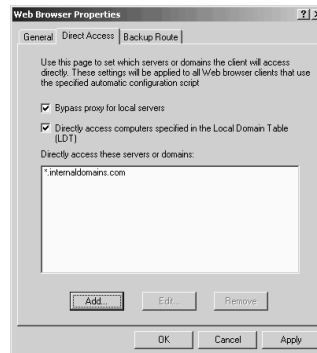 Web Browser Properties
General Direct Access Backup Route
Use this page to set which servers or domains the client will access
directly. These settings will be applied to all Web browser clients that use
the specified automatic configuration script
Bypass proxy for local servers
Directly access computers specified in the Local Domain Table
(LDT)
Directly access these servers or domains:
*.internaldomains.com
Add... Edit... Remove
OK Cancel Apply